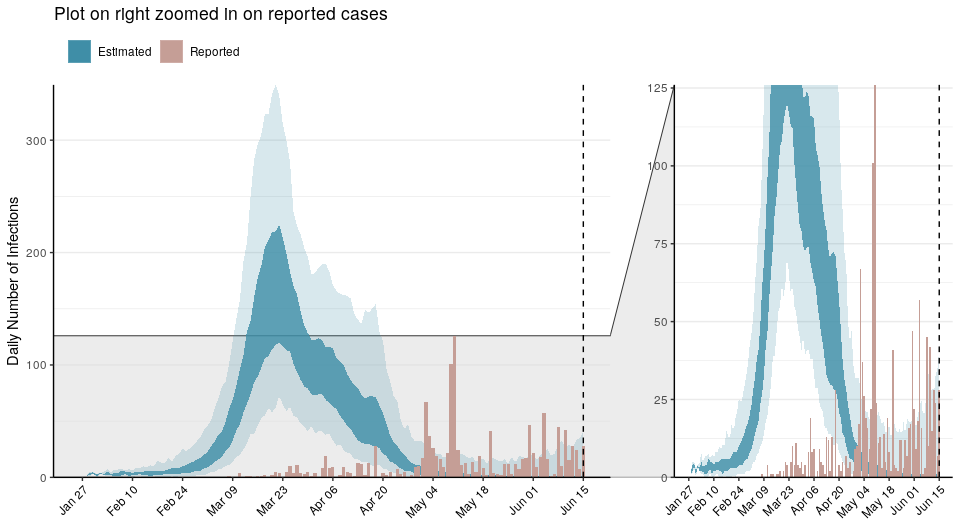 Plot on right zoomed in on reported cases
Estimated Reported
Daily Number of Infections
300
200
100
0
Jan 27 Feb 10 Feb 24 Mar 09 Mar 23 Apr 06 Apr 20 May 04 May 18 Jun 01 Jun 15
125
100
75
50
25
0
Jan 27 Feb 10 Feb 24 Mar 09 Mar 23 Apr 06 Apr 20 May 04 May 18 Jun 01 Jun 15